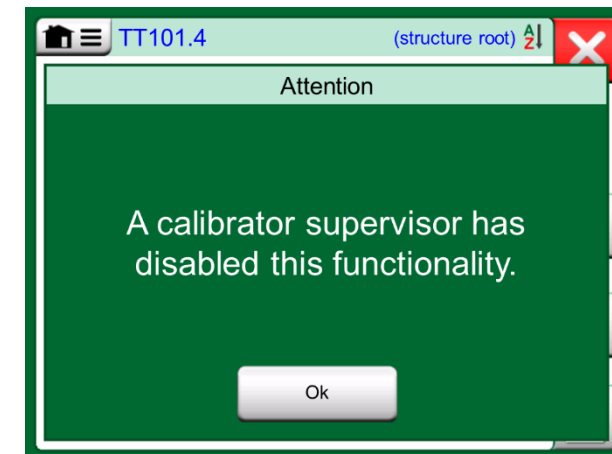 TT101.4
(structure root) A Z
Attention
A calibrator supervisor has
disabled this functionality.
Ok